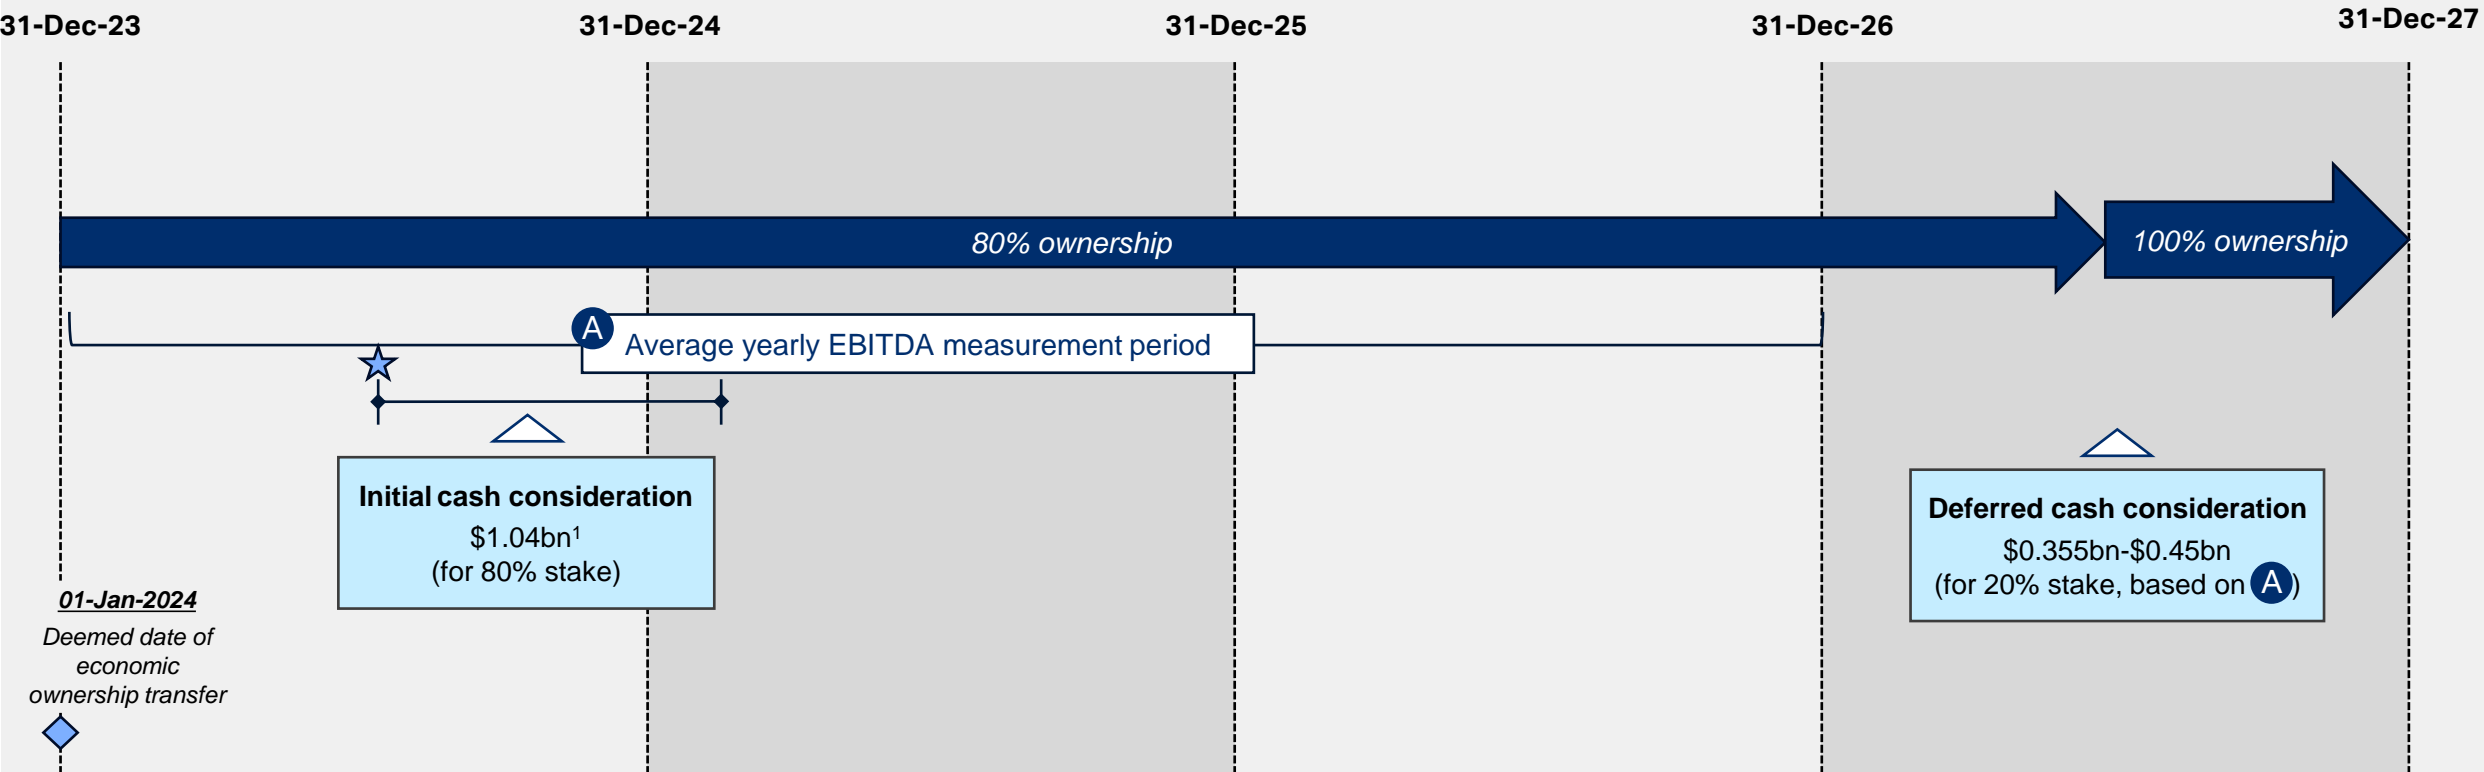 31-Dec-23
31-Dec-24
31-Dec-25
31-Dec-26
31-Dec-27
80% ownership
100% ownership
A
Average yearly EBITDA measurement period
Initial cash consideration
$1.04bn¹
(for 80% stake)
Deferred cash consideration
$0.355bn-$0.45bn
(for 20% stake, based on A)
01-Jan-2024
Deemed date of
economic
ownership transfer